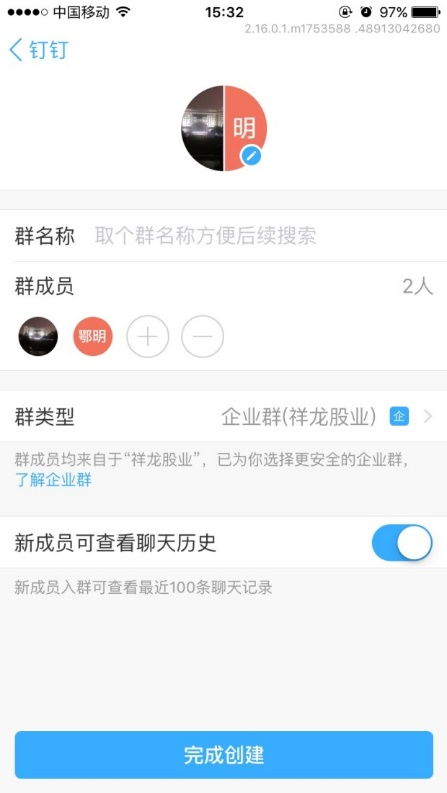 中国移动 15:32 97%
2.16.0.1.m1753588 .48913042680
钉钉
明
群名称 取个群名称方便后续搜索
群成员 2人
鄂明
群类型 企业群(祥龙股业) 企
群成员均来自于“祥龙股业”，已为你选择更安全的企业群，
了解企业群
新成员可查看聊天历史
新成员入群可查看最近100条聊天记录
完成创建